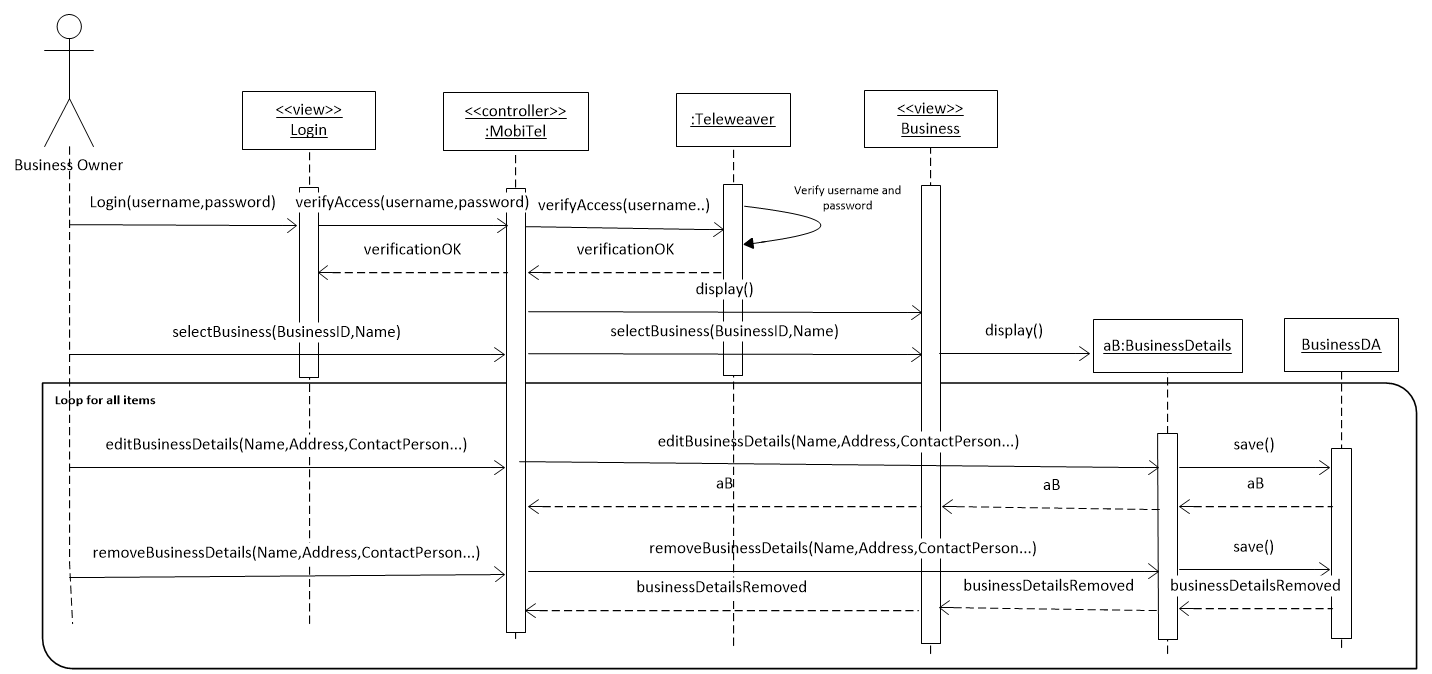 <<view>>
Login
<<controller>>
:MobiTel
:Teleweaver
<<view>>
Business
Business Owner
Login(username,password)
verifyAccess(username,password)
verifyAccess(username..)
Verify username and
password
verificationOK
verificationOK
display()
selectBusiness(BusinessID,Name)
selectBusiness(BusinessID,Name)
display()
aB:BusinessDetails
BusinessDA
Loop for all items
editBusinessDetails(Name,Address,ContactPerson...)
editBusinessDetails(Name,Address,ContactPerson...)
save()
aB
aB
aB
removeBusinessDetails(Name,Address,ContactPerson...)
removeBusinessDetails(Name,Address,ContactPerson...)
save()
businessDetailsRemoved
businessDetailsRemoved
businessDetailsRemoved